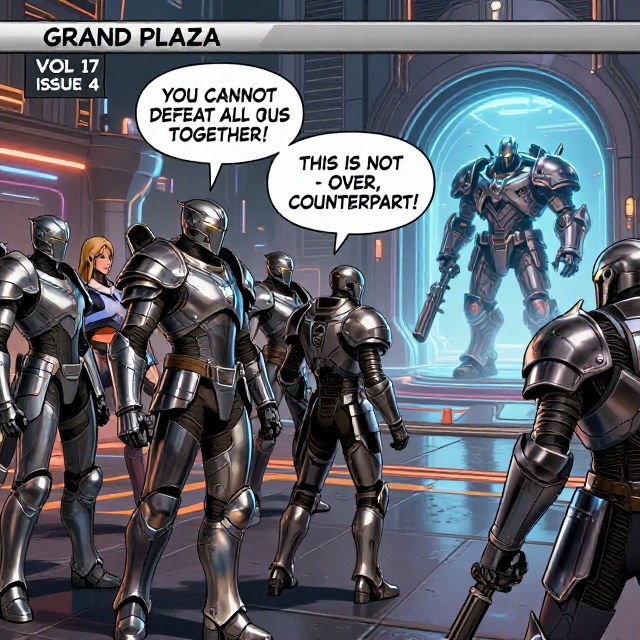 GRAND PLAZA
VOL 17
ISSUE 4
YOU CANNOT
DEFEAT ALL OUS
TOGETHER!
THIS IS NOT
- OVER,
COUNTERPART!